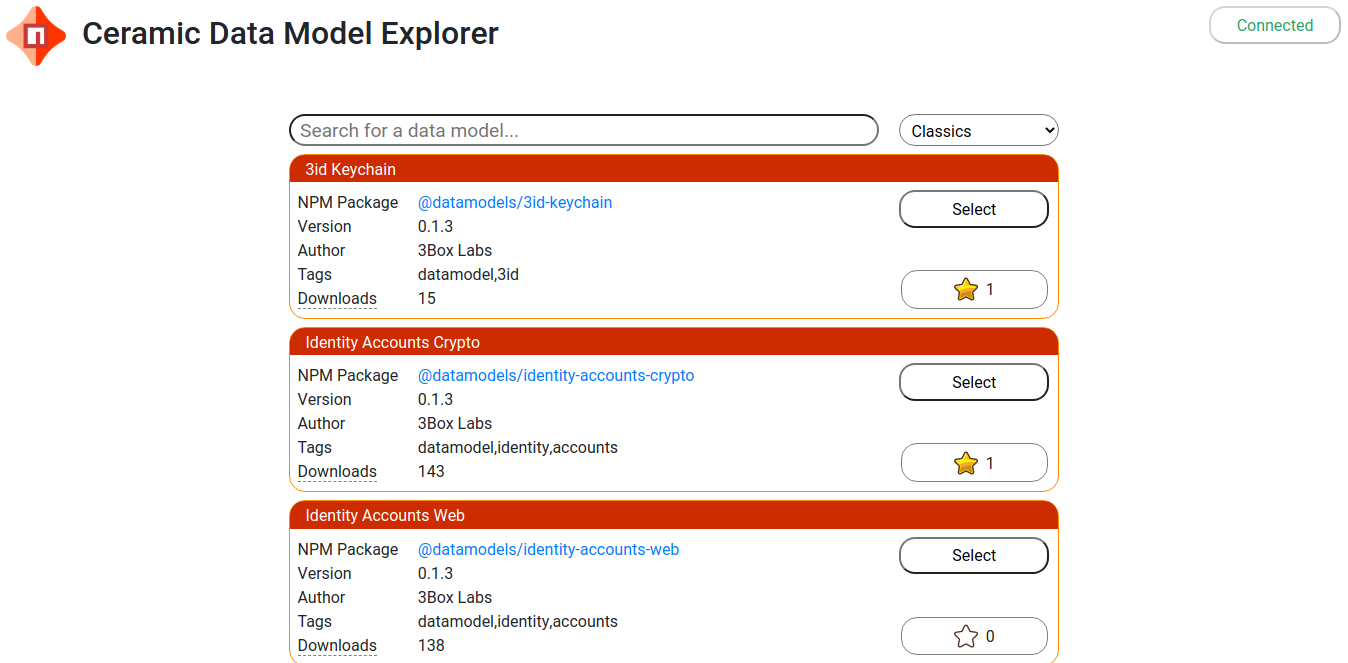 Ceramic Data Model Explorer
Connected
Search for a data model...
Classics
3id Keychain
NPM Package @datamodels/3id-keychain
Select
Version 0.1.3
Author 3Box Labs
Tags datamodel,3id
Downloads 15
1
Identity Accounts Crypto
NPM Package @datamodels/identity-accounts-crypto
Select
Version 0.1.3
Author 3Box Labs
Tags datamodel,identity,accounts
Downloads 143
1
Identity Accounts Web
NPM Package @datamodels/identity-accounts-web
Select
Version 0.1.3
Author 3Box Labs
Tags datamodel,identity,accounts
Downloads 138
0